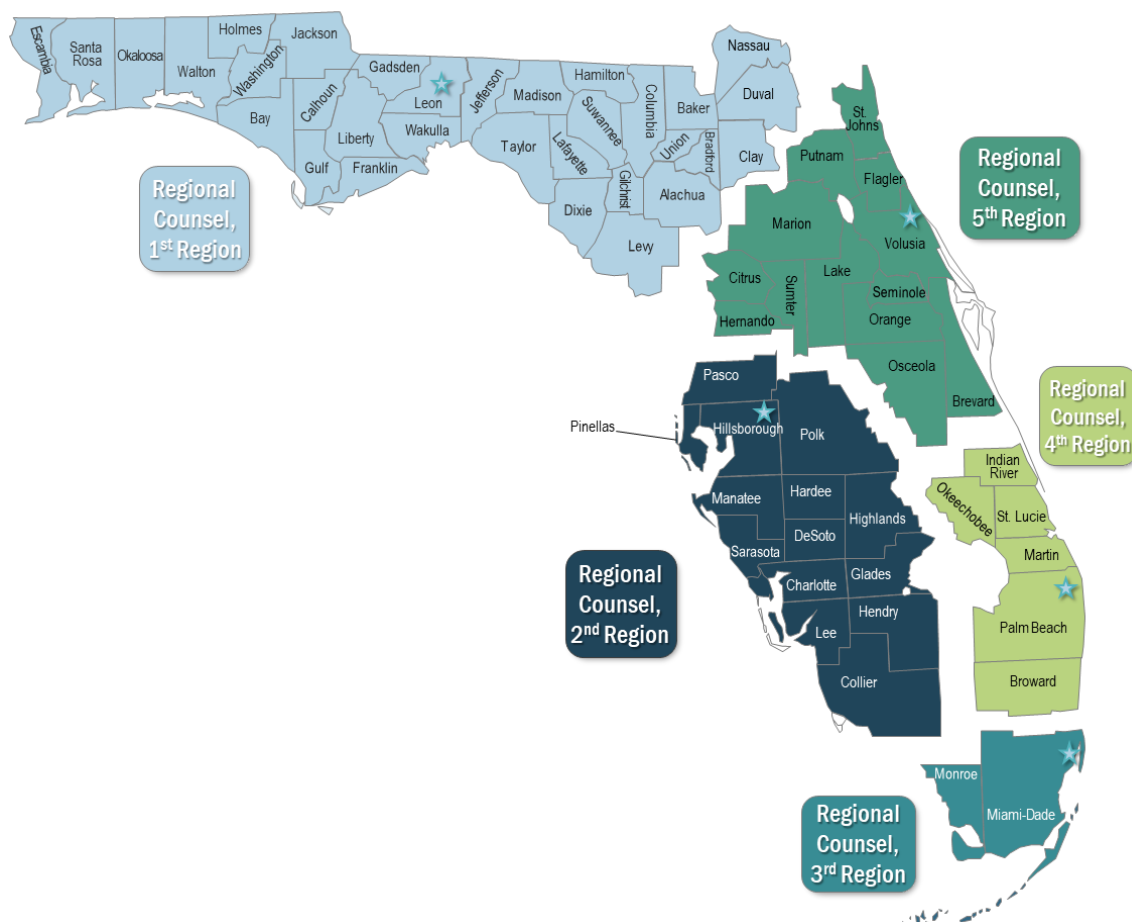 Escambia
Santa
Rosa
Okaloosa
Walton
Holmes
Washington
Jackson
Bay
Calhoun
Gulf
Liberty
Franklin
Gadsden
Leon
Wakulla
Jefferson
Madison
Taylor
Hamilton
Suwannee
Lafayette
Dixie
Columbia
Gilchrist
Levy
Baker
Union
Bradford
Alachua
Nassau
Duval
Clay
Regional
Counsel,
1st Region
St.
Johns
Putnam
Flagler
Marion
Volusia
Citrus
Sumter
Lake
Seminole
Hernando
Orange
Osceola
Brevard
Regional
Counsel,
5th Region
Pasco
Pinellas
Hillsborough
Polk
Manatee
Hardee
Highlands
Sarasota
DeSoto
Charlotte
Glades
Lee
Hendry
Collier
Regional
Counsel,
2nd Region
Regional
Counsel,
4th Region
Indian
River
Okeechobee
St. Lucie
Martin
Palm Beach
Broward
Monroe
Miami-Dade
Regional
Counsel,
3rd Region